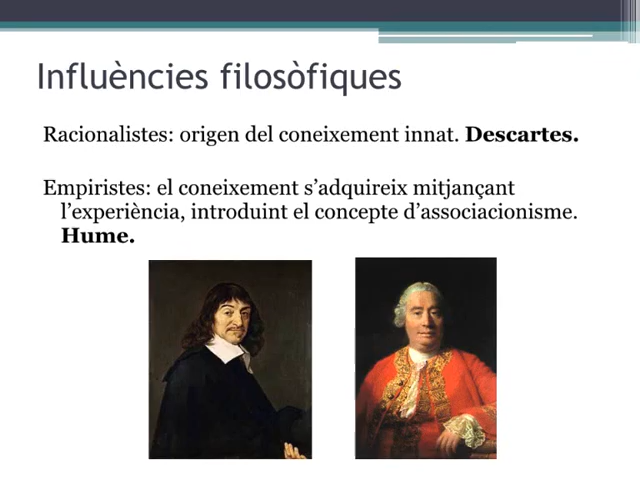 Influències filosòfiques
Racionalistes: origen del coneixement innat. Descartes.
Empiristes: el coneixement s’adquireix mitjançant
l’experiència, introduint el concepte d’associacionisme.
Hume.